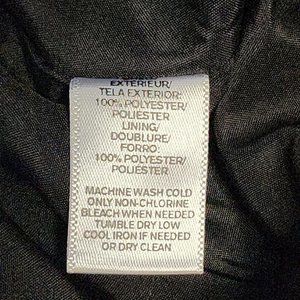 EXTERIEUR/
TELA EXTERIOR:
100% POLYESTER/
POLIESTER
LINING/
DOUBLURE/
FORRO:
100% POLYESTER/
POLIÉSTER
MACHINE WASH COLD
ONLY NON-CHLORINE
BLEACH WHEN NEEDED
TUMBLE DRY LOW
COOL IRON IF NEEDED
OR DRY CLEAN